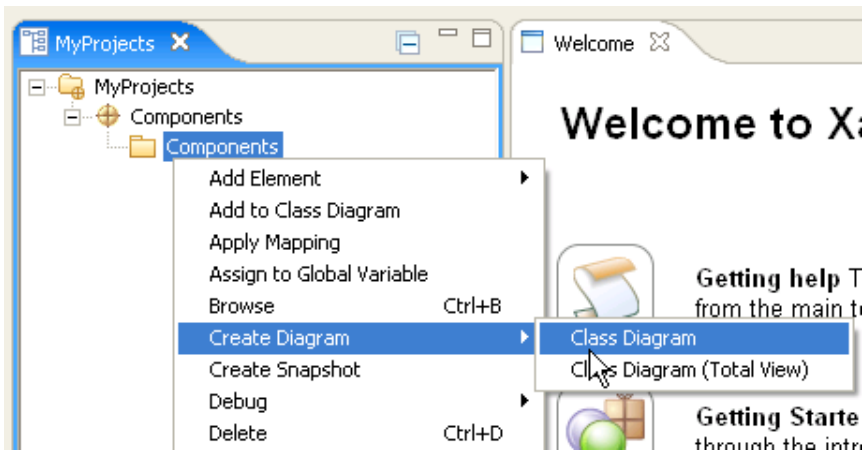 MyProjects
Welcome
MyProjects
Components
Components
Welcome to Xa
Add Element
Add to Class Diagram
Apply Mapping
Assign to Global Variable
Browse Ctrl+B
Create Diagram
Create Snapshot
Debug
Delete Ctrl+D
Class Diagram
Class Diagram (Total View)
Getting help T
from the main to
Getting Starte
through the intr